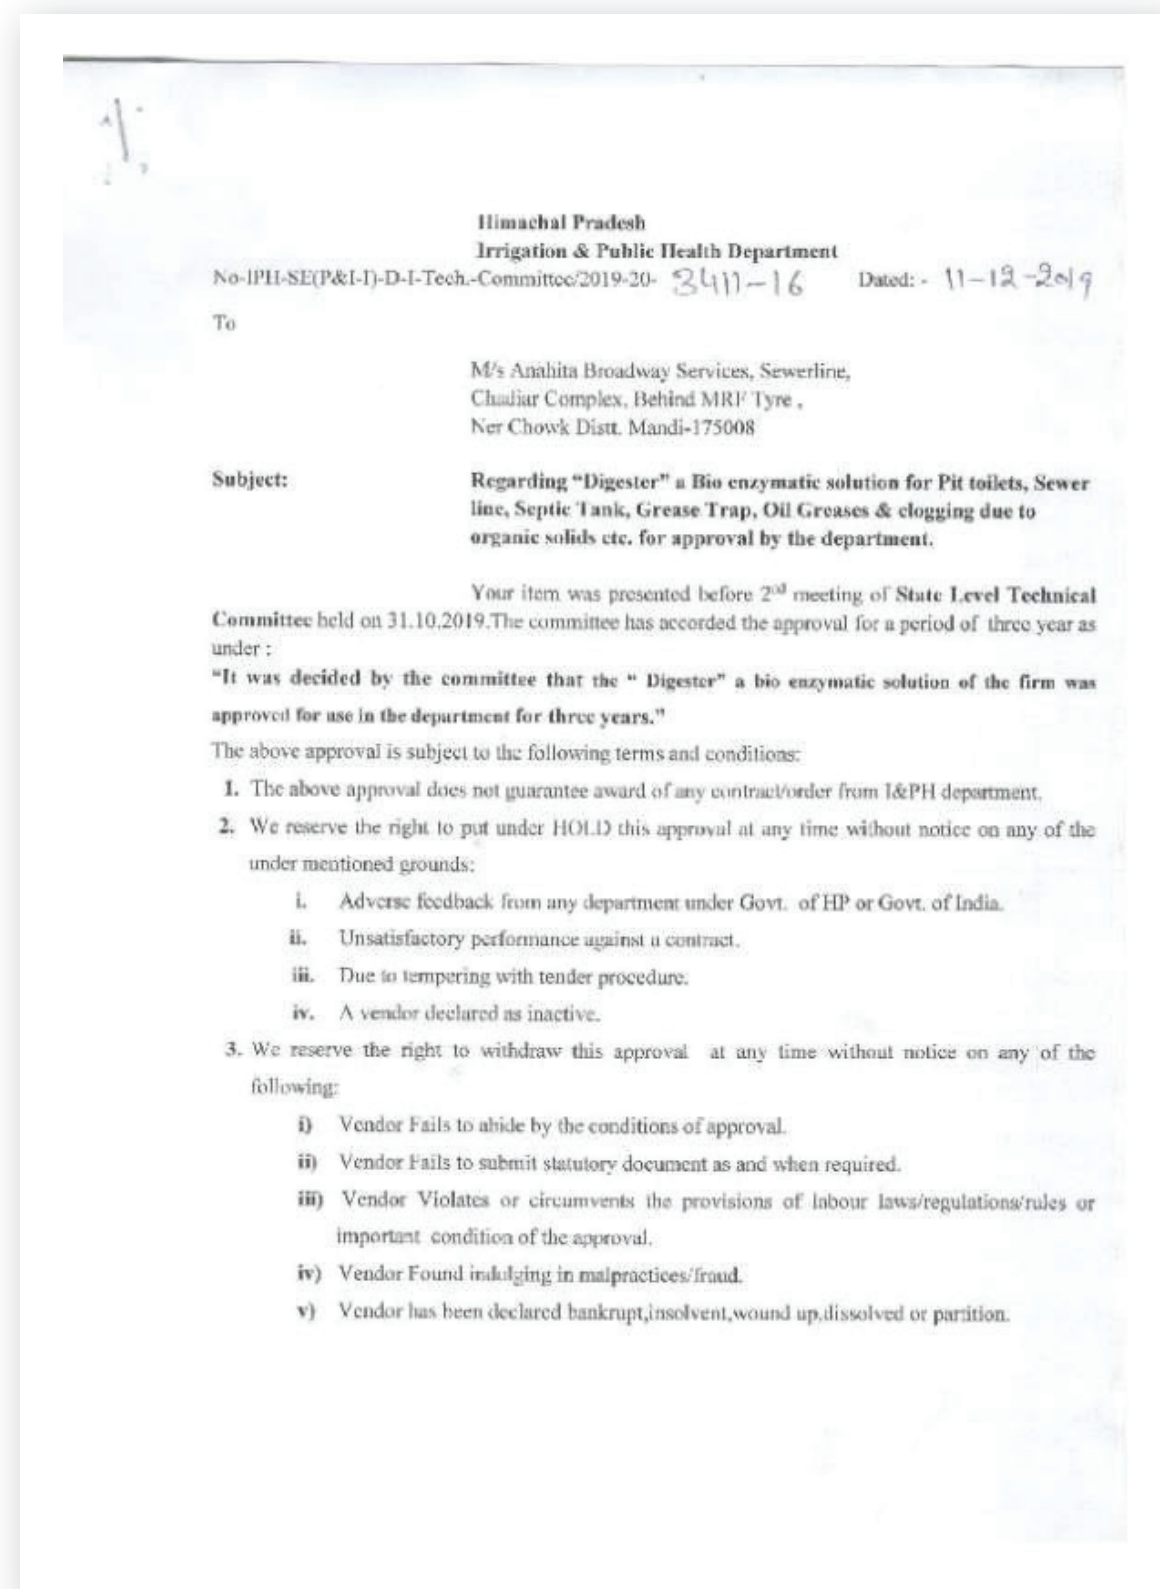 Himachal Pradesh
Irrigation & Public Health Department
No-IPH-SE(P&I-I)-D-I-Tech.-Committee/2019-20- 3411-16 Dated: - 11-12-2019
To
M/s Anahita Broadway Services, Sewerline,
Chadiar Complex, Behind MRF Tyre ,
Ner Chowk Distt. Mandi-175008
Subject: Regarding “Digester” a Bio enzymatic solution for Pit toilets, Sewer
line, Septic Tank, Grease Trap, Oil Greases & clogging due to
organic solids etc. for approval by the department.
Your item was presented before 2nd meeting of State Level Technical
Committee held on 31.10.2019.The committee has accorded the approval for a period of three year as
under :
“It was decided by the committee that the “ Digester” a bio enzymatic solution of the firm was
approved for use in the department for three years.”
The above approval is subject to the following terms and conditions:
1. The above approval does not guarantee award of any contract/order from I&PH department.
2. We reserve the right to put under HOLD this approval at any time without notice on any of the
under mentioned grounds:
i. Adverse feedback from any department under Govt. of HP or Govt. of India.
ii. Unsatisfactory performance against a contract.
iii. Due to tempering with tender procedure.
iv. A vendor declared as inactive.
3. We reserve the right to withdraw this approval at any time without notice on any of the
following:
i) Vendor Fails to abide by the conditions of approval.
ii) Vendor Fails to submit statutory document as and when required.
iii) Vendor Violates or circumvents the provisions of labour laws/regulations/rules or
important condition of the approval.
iv) Vendor Found indulging in malpractices/fraud.
v) Vendor has been declared bankrupt,insolvent,wound up,dissolved or partition.